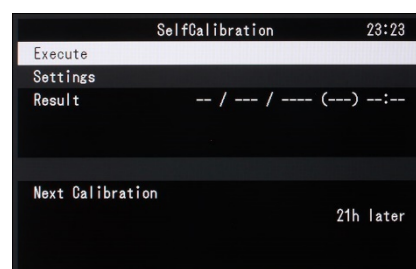 SelfCalibration 23:23
Execute
Settings
Result -- / --- / ---- (---) --:--
Next Calibration
21h later